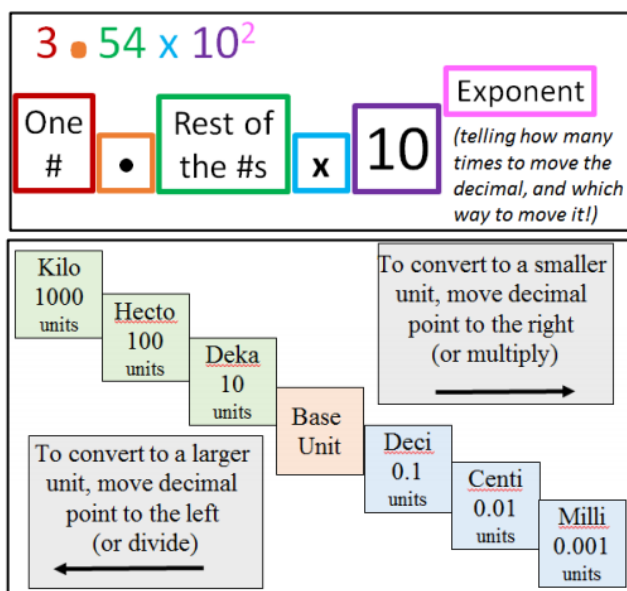 3.54 x 10²
One
#
•
Rest of
the #s
x
10
Exponent
(telling how many
times to move the
decimal, and which
way to move it!)
Kilo
1000
units
Hecto
100
units
Deka
10
units
Base
Unit
Deci
0.1
units
Centi
0.01
units
Milli
0.001
units
To convert to a smaller
unit, move decimal
point to the right
(or multiply)
To convert to a larger
unit, move decimal
point to the left
(or divide)